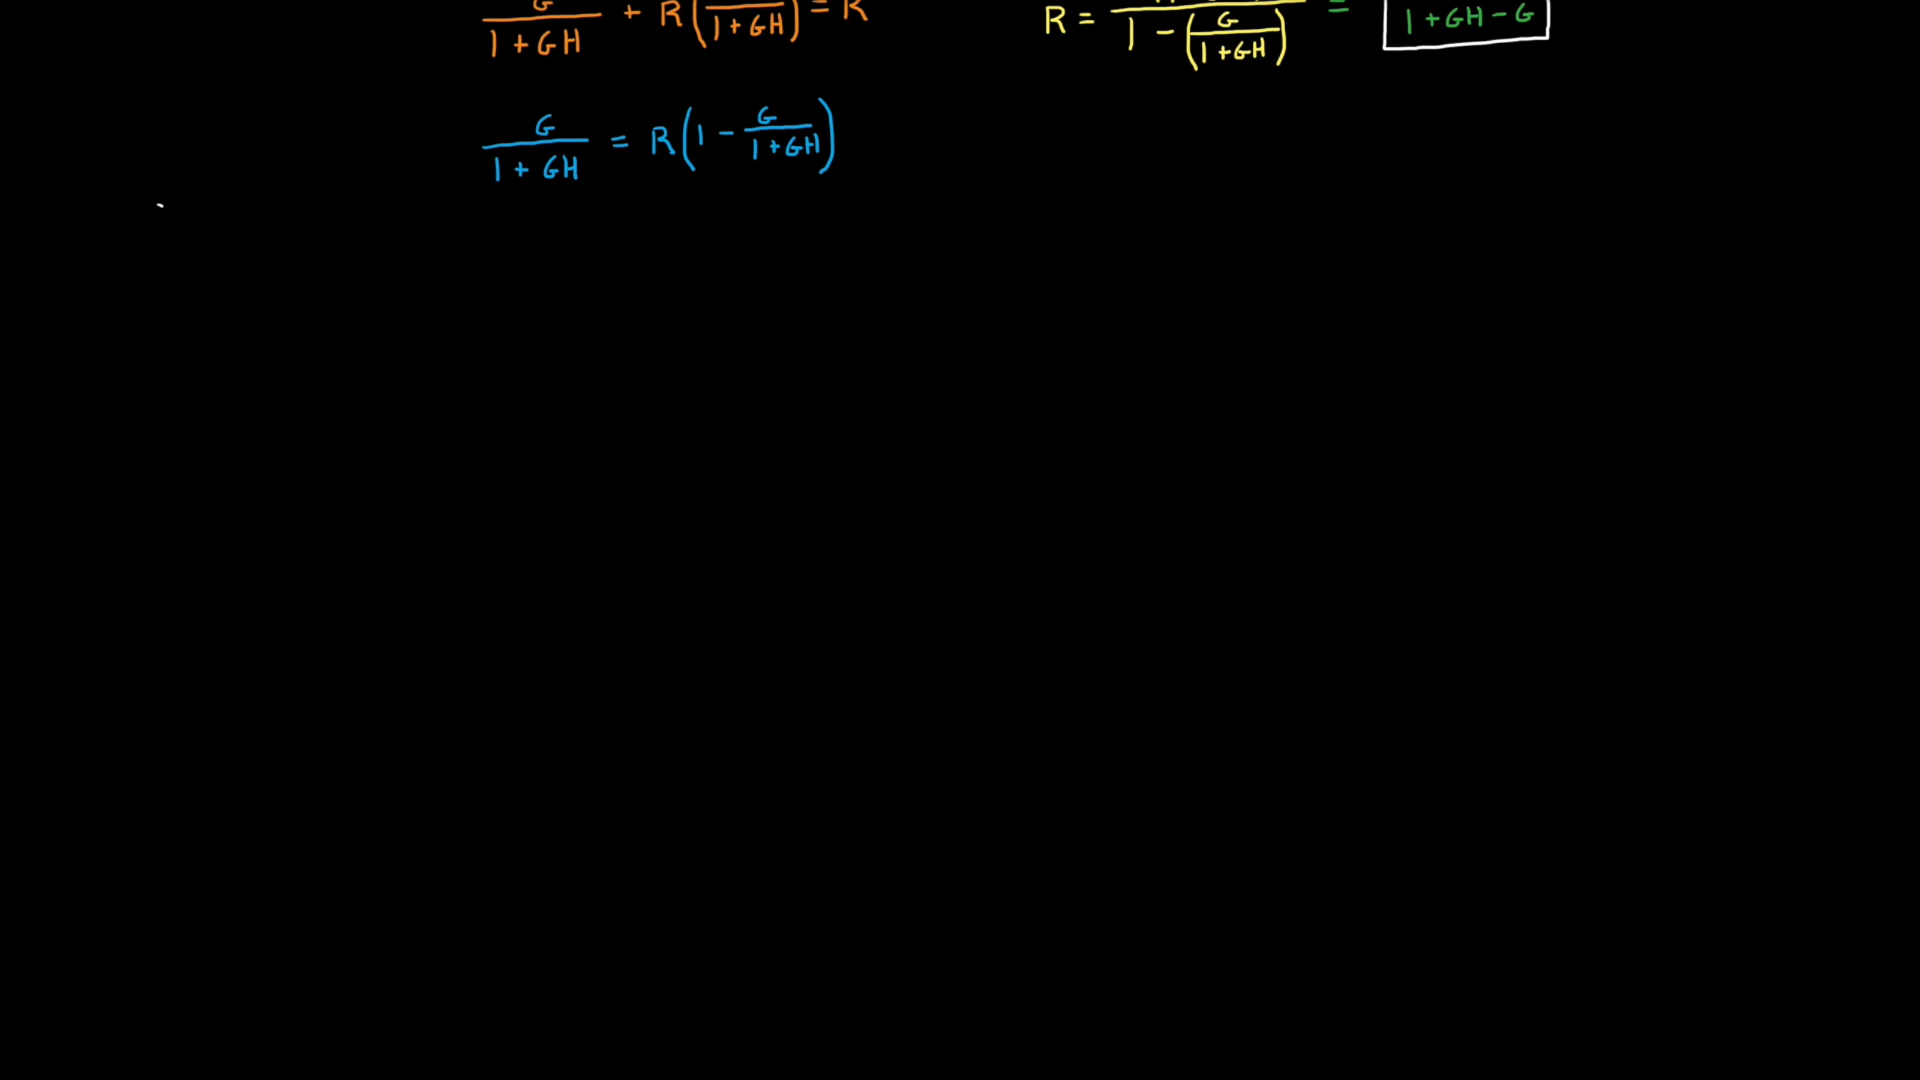 G/(1 + GH) + R( /(1 + GH)) = R
G/(1 + GH) = R(1 - G/(1 + GH))
R = /(1 - (G/(1 + GH))) =
1 + GH - G